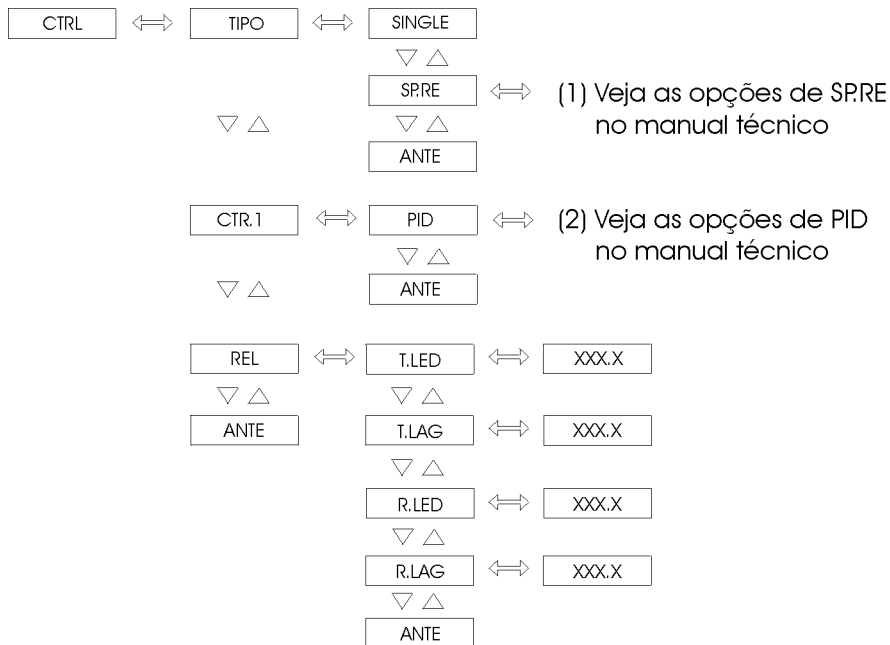 CTRL TIPO SINGLE
SP.RE (1) Veja as opções de SP.RE
no manual técnico
ANTE
CTR.1 PID (2) Veja as opções de PID
no manual técnico
ANTE
REL T.LED XXX.X
ANTE T.LAG XXX.X
R.LED XXX.X
R.LAG XXX.X
ANTE